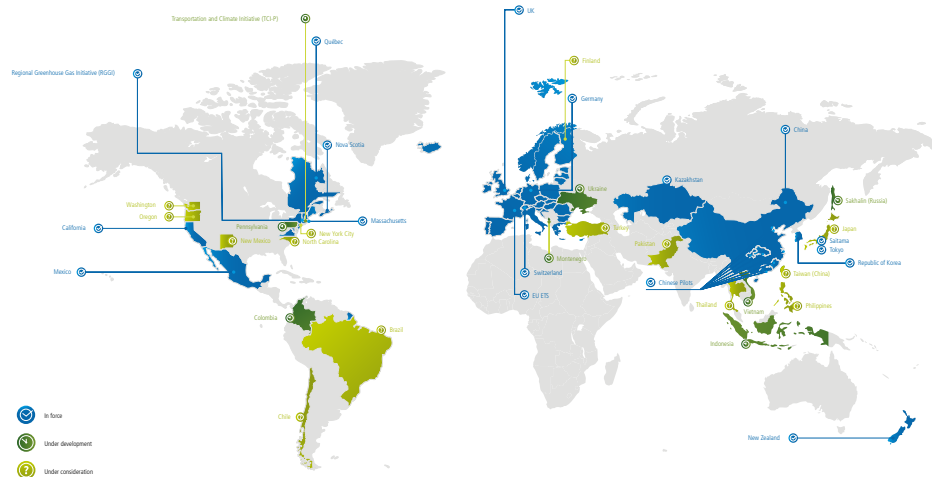 UK
Transportation and Climate Initiative (TCI-P)
Québec
Finland
Regional Greenhouse Gas Initiative (RGGI)
Germany
China
Nova Scotia
Kazakhstan
Ukraine
Sakhalin (Russia)
Washington
Oregon
Massachusetts
California
Pennsylvania
New York City
Turkey
Japan
New Mexico
North Carolina
Pakistan
Saitama
Tokyo
Montenegro
Republic of Korea
Mexico
Switzerland
Taiwan (China)
Chinese Pilots
EU ETS
Thailand
Philippines
Vietnam
Colombia
Brazil
Indonesia
Chile
In force
New Zealand
Under development
Under consideration